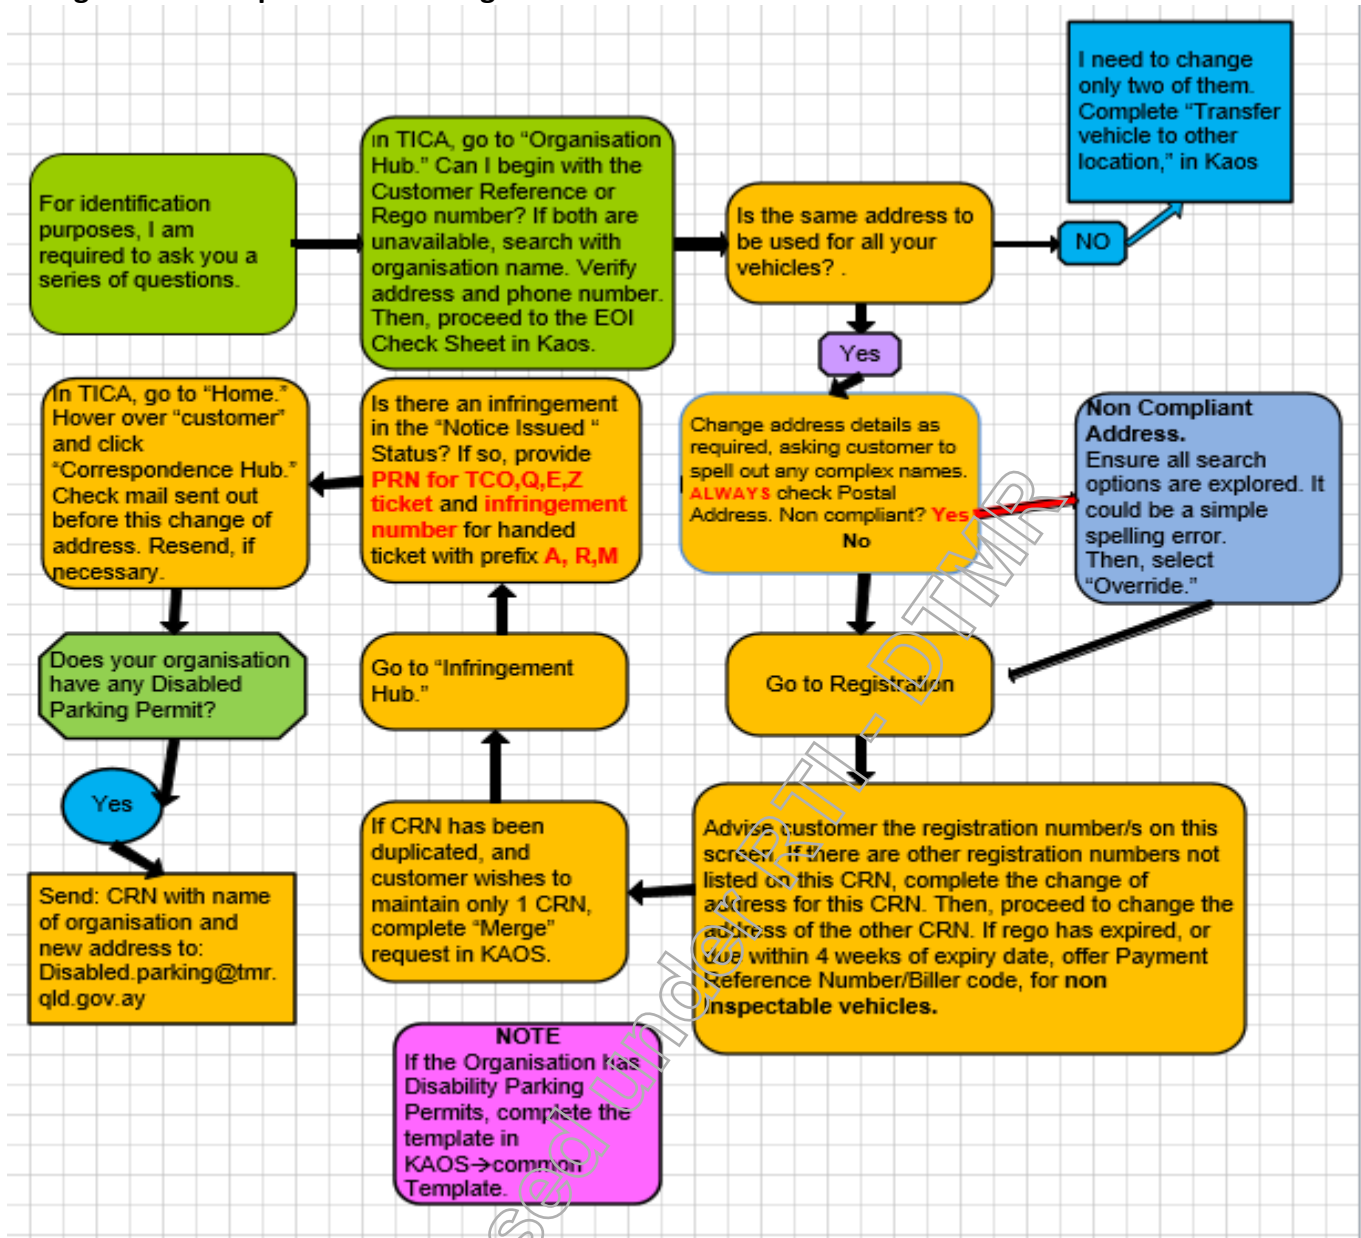 For identification
purposes, I am
required to ask you a
series of questions.
In TICA, go to “Organisation
Hub.” Can I begin with the
Customer Reference or
Rego number? If both are
unavailable, search with
organisation name. Verify
address and phone number.
Then, proceed to the EOI
Check Sheet in Kaos.
Is the same address to
be used for all your
vehicles? .
NO
I need to change
only two of them.
Complete “Transfer
vehicle to other
location,” in Kaos
Yes
Change address details as
required, asking customer to
spell out any complex names.
ALWAYS check Postal
Address. Non compliant? Yes
No
Non Compliant
Address.
Ensure all search
options are explored. It
could be a simple
spelling error.
Then, select
“Override.”
Go to Registration
Advise customer the registration number/s on this
screen. If there are other registration numbers not
listed on this CRN, complete the change of
address for this CRN. Then, proceed to change the
address of the other CRN. If rego has expired, or
due within 4 weeks of expiry date, offer Payment
Reference Number/Biller code, for non
inspectable vehicles.
If CRN has been
duplicated, and
customer wishes to
maintain only 1 CRN,
complete “Merge”
request in KAOS.
Go to “Infringement
Hub.”
Is there an infringement
in the “Notice Issued “
Status? If so, provide
PRN for TCO,Q,E,Z
ticket and infringement
number for handed
ticket with prefix A, R,M
In TICA, go to “Home.”
Hover over “customer”
and click
“Correspondence Hub.”
Check mail sent out
before this change of
address. Resend, if
necessary.
Does your organisation
have any Disabled
Parking Permit?
Yes
Send: CRN with name
of organisation and
new address to:
Disabled.parking@tmr.
qld.gov.ay
NOTE
If the Organisation has
Disability Parking
Permits, complete the
template in
KAOS→common
Template.
sed under RTI - DTMR